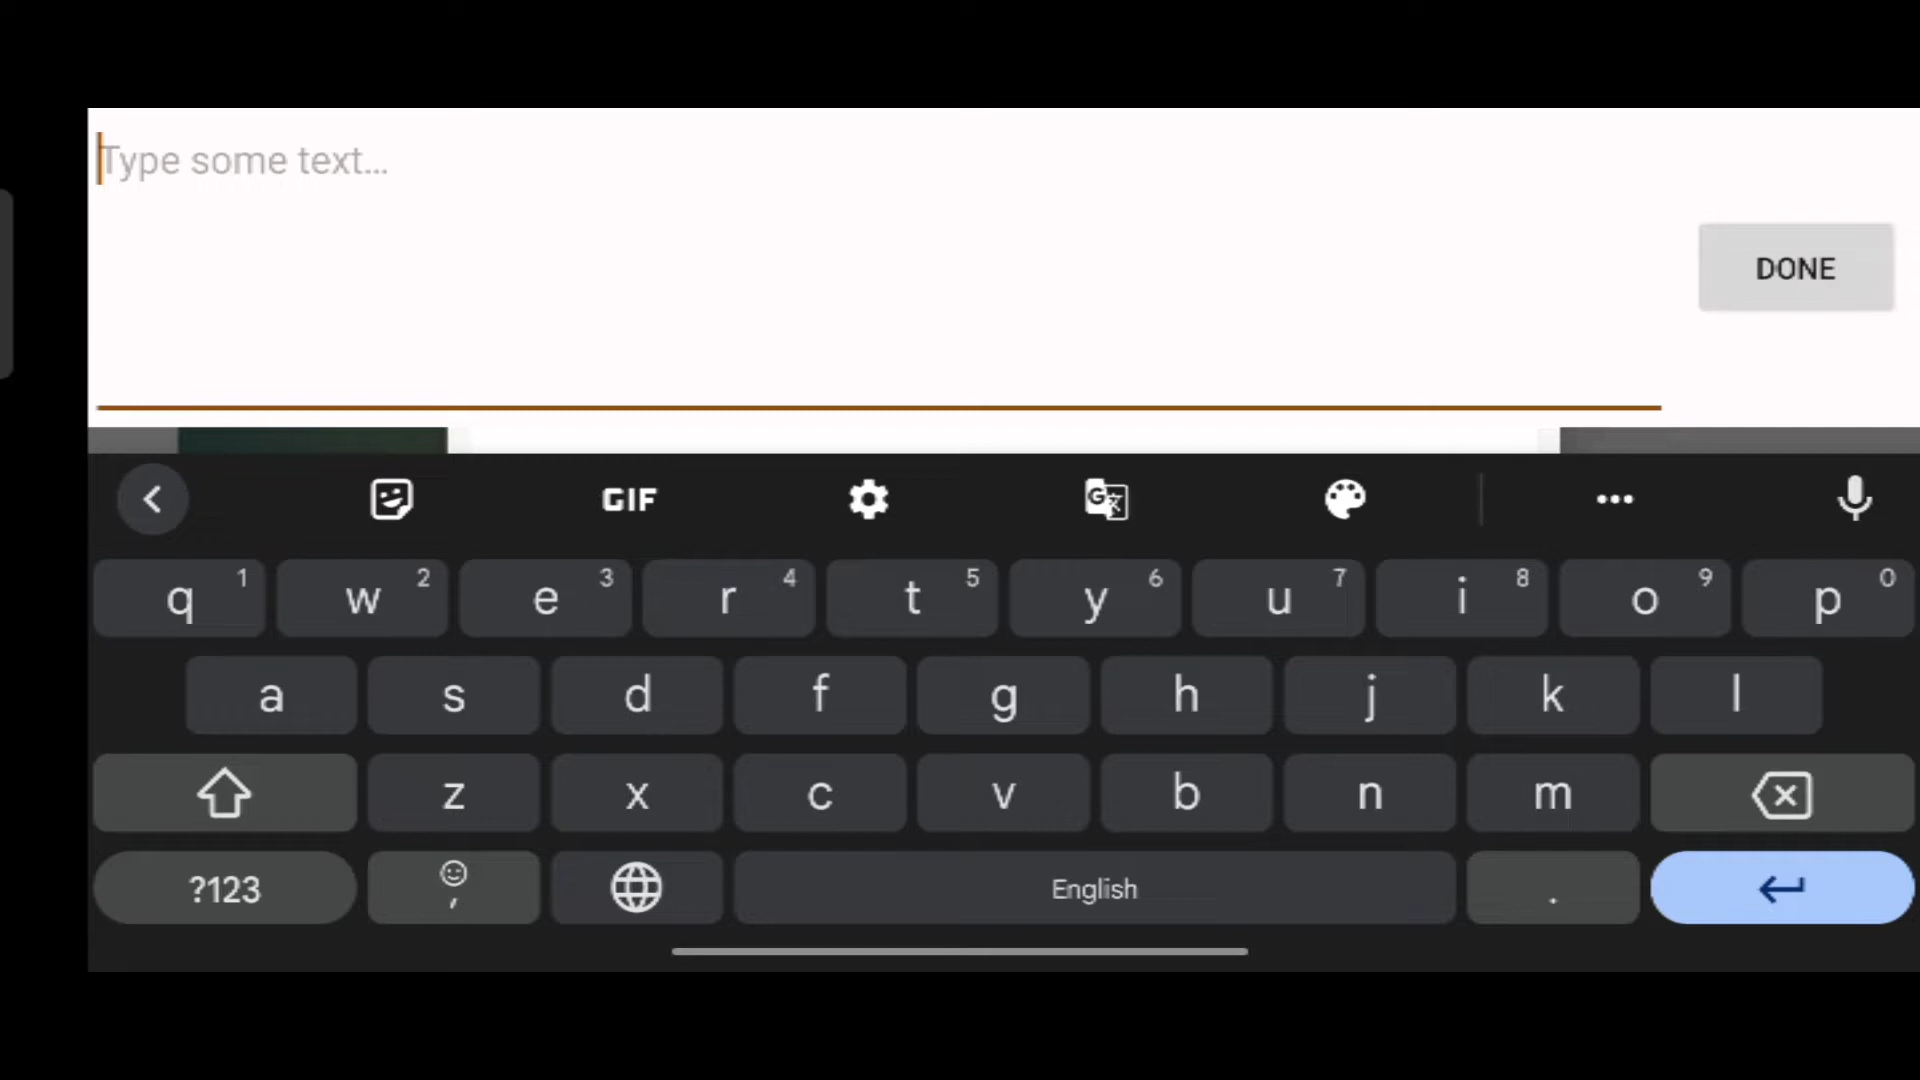 Type some text...
DONE
GIF
q 1 w 2 e 3 r 4 t 5 y 6 u 7 i 8 o 9 p 0
a s d f g h j k l
z x c v b n m
?123 , English .